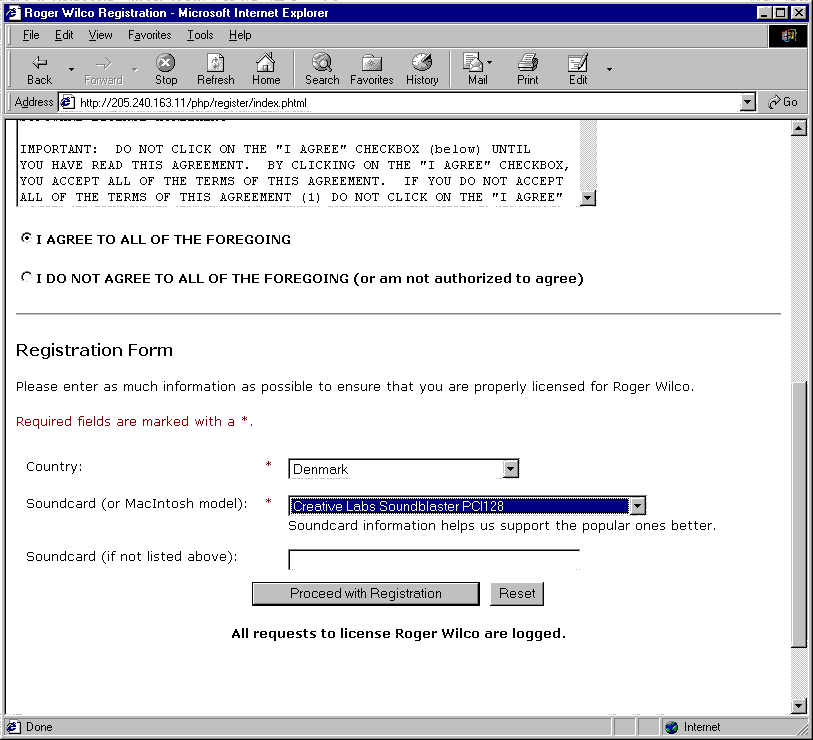 Roger Wilco Registration - Microsoft Internet Explorer
File Edit View Favorites Tools Help
Back Forward Stop Refresh Home Search Favorites History Mail Print Edit
Address http://205.240.163.11/php/register/index.phtml Go
IMPORTANT:  DO NOT CLICK ON THE "I AGREE" CHECKBOX (below) UNTIL
YOU HAVE READ THIS AGREEMENT.  BY CLICKING ON THE "I AGREE" CHECKBOX,
YOU ACCEPT ALL OF THE TERMS OF THIS AGREEMENT.  IF YOU DO NOT ACCEPT
ALL OF THE TERMS OF THIS AGREEMENT (1) DO NOT CLICK ON THE "I AGREE"
I AGREE TO ALL OF THE FOREGOING
I DO NOT AGREE TO ALL OF THE FOREGOING (or am not authorized to agree)
Registration Form
Please enter as much information as possible to ensure that you are properly licensed for Roger Wilco.
Required fields are marked with a *.
Country: * Denmark
Soundcard (or MacIntosh model): * Creative Labs Soundblaster PCI128
Soundcard information helps us support the popular ones better.
Soundcard (if not listed above):
Proceed with Registration Reset
All requests to license Roger Wilco are logged.
Done Internet